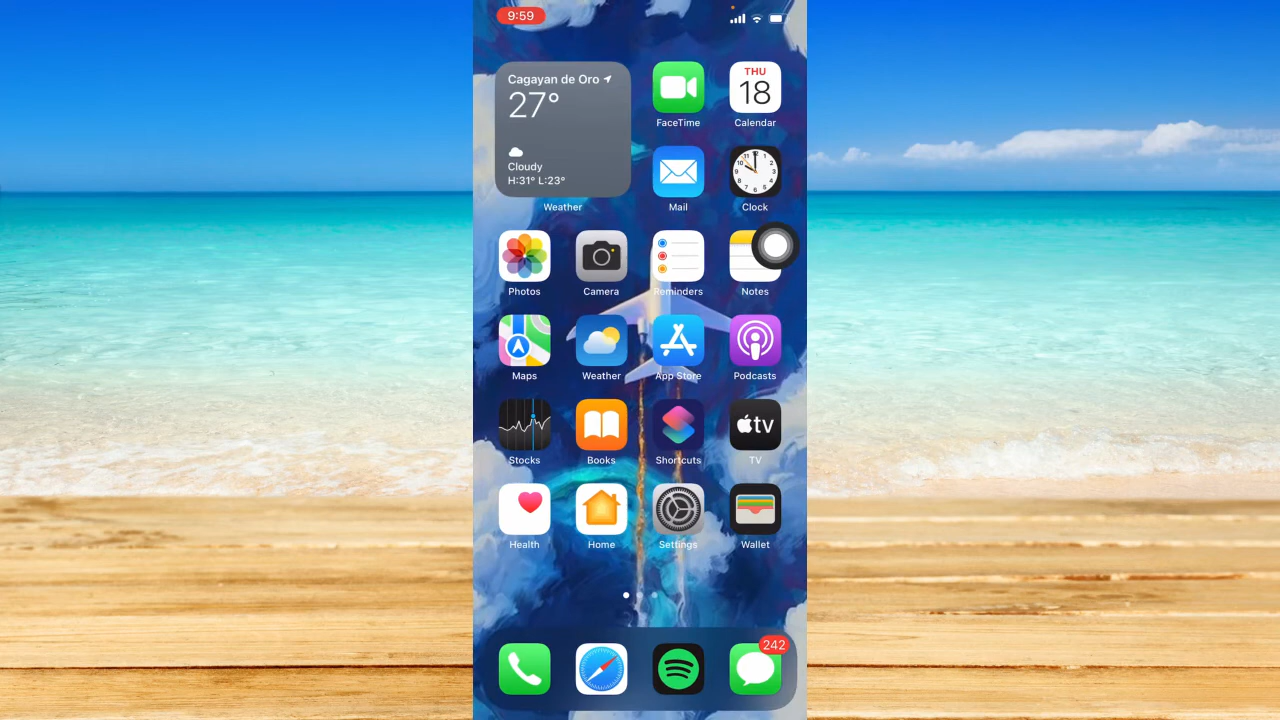 9:59
Cagayan de Oro
27°
Cloudy
H:31° L:23°
Weather
FaceTime
THU
18
Calendar
Mail
Clock
Photos
Camera
Reminders
Notes
Maps
Weather
App Store
Podcasts
Stocks
Books
Shortcuts
tv
TV
Health
Home
Settings
Wallet
242